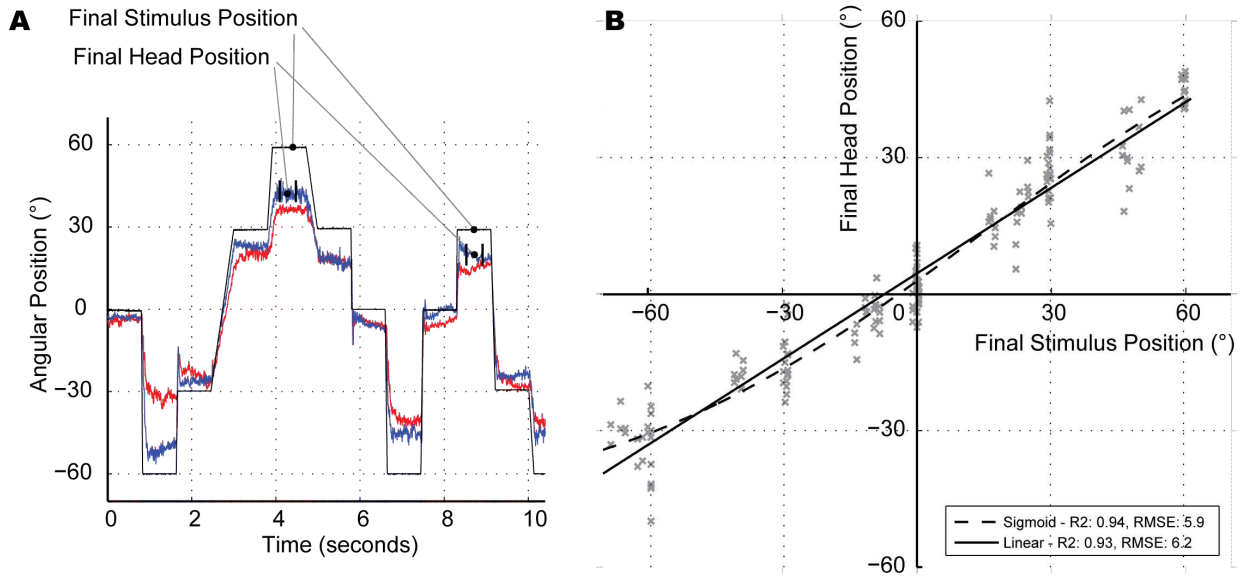 A
Final Stimulus Position
Final Head Position
60
30
0
−30
−60
Angular Position (°)
0
2
4
6
8
10
Time (seconds)
B
Final Head Position (°)
60
30
−60
−30
0
30
60
Final Stimulus Position (°)
−30
−60
Sigmoid - R2: 0.94, RMSE: 5.9
Linear - R2: 0.93, RMSE: 6.2